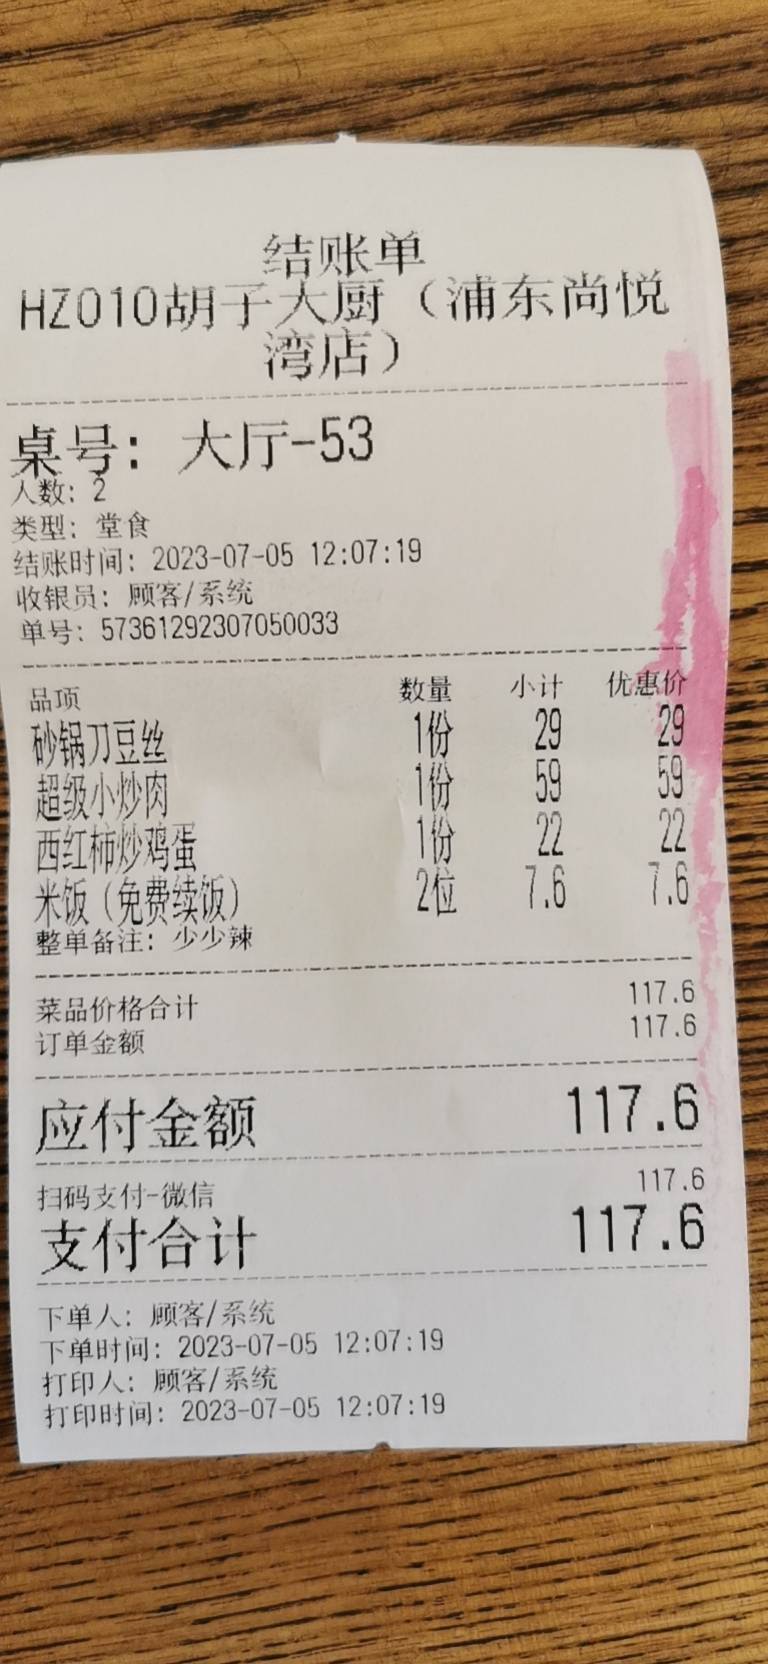 结账单
HZ010胡子大厨（浦东尚悦
湾店）
桌号: 大厅-53
人数: 2
类型: 堂食
结账时间: 2023-07-05 12:07:19
收银员: 顾客/系统
单号: 57361292307050033
品项 数量 小计 优惠价
砂锅刀豆丝 1份 29 29
超级小炒肉 1份 59 59
西红柿炒鸡蛋 1份 22 22
米饭（免费续饭） 2位 7.6 7.6
整单备注: 少少辣
菜品价格合计 117.6
订单金额 117.6
应付金额 117.6
扫码支付-微信 117.6
支付合计 117.6
下单人: 顾客/系统
下单时间: 2023-07-05 12:07:19
打印人: 顾客/系统
打印时间: 2023-07-05 12:07:19